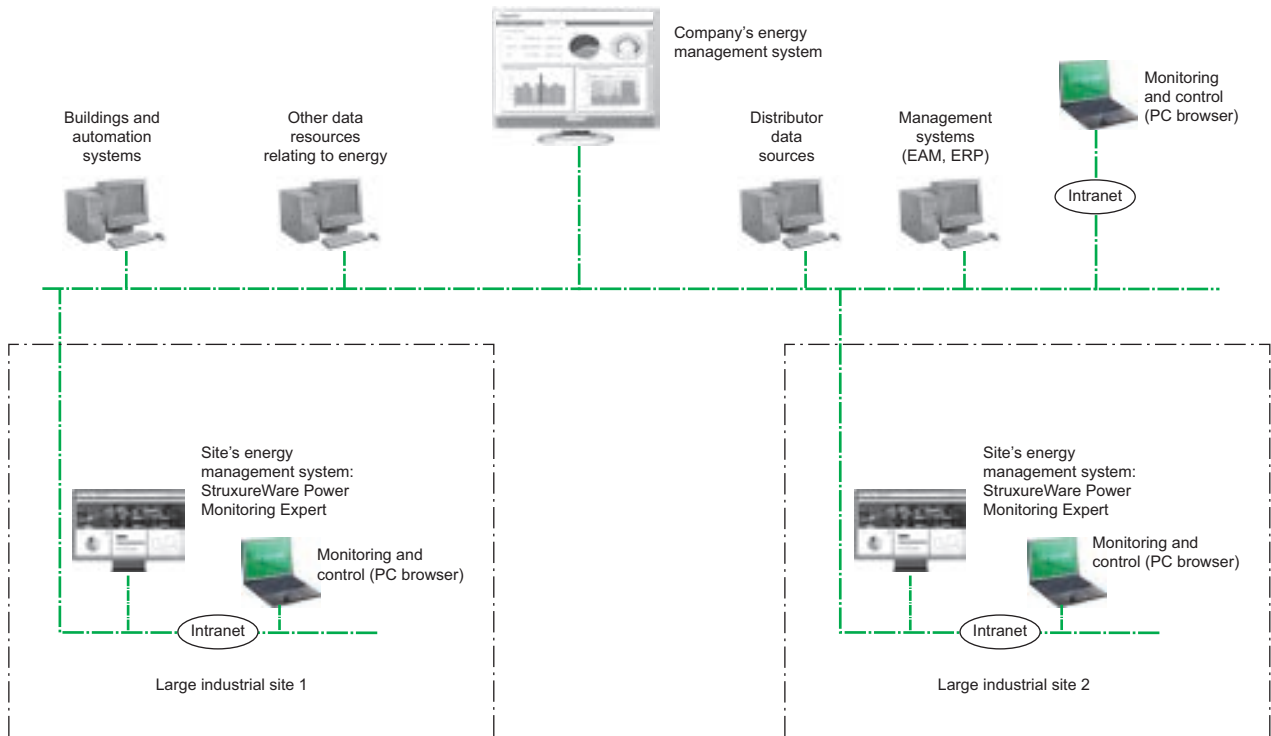 Company's energy
management system
Monitoring
and control
(PC browser)
Buildings and
automation
systems
Other data
resources
relating to energy
Distributor
data
sources
Management
systems
(EAM, ERP)
Intranet
Site's energy
management system:
StruxureWare Power
Monitoring Expert
Monitoring and
control (PC browser)
Intranet
Large industrial site 1
Site's energy
management system:
StruxureWare Power
Monitoring Expert
Monitoring and
control (PC browser)
Intranet
Large industrial site 2